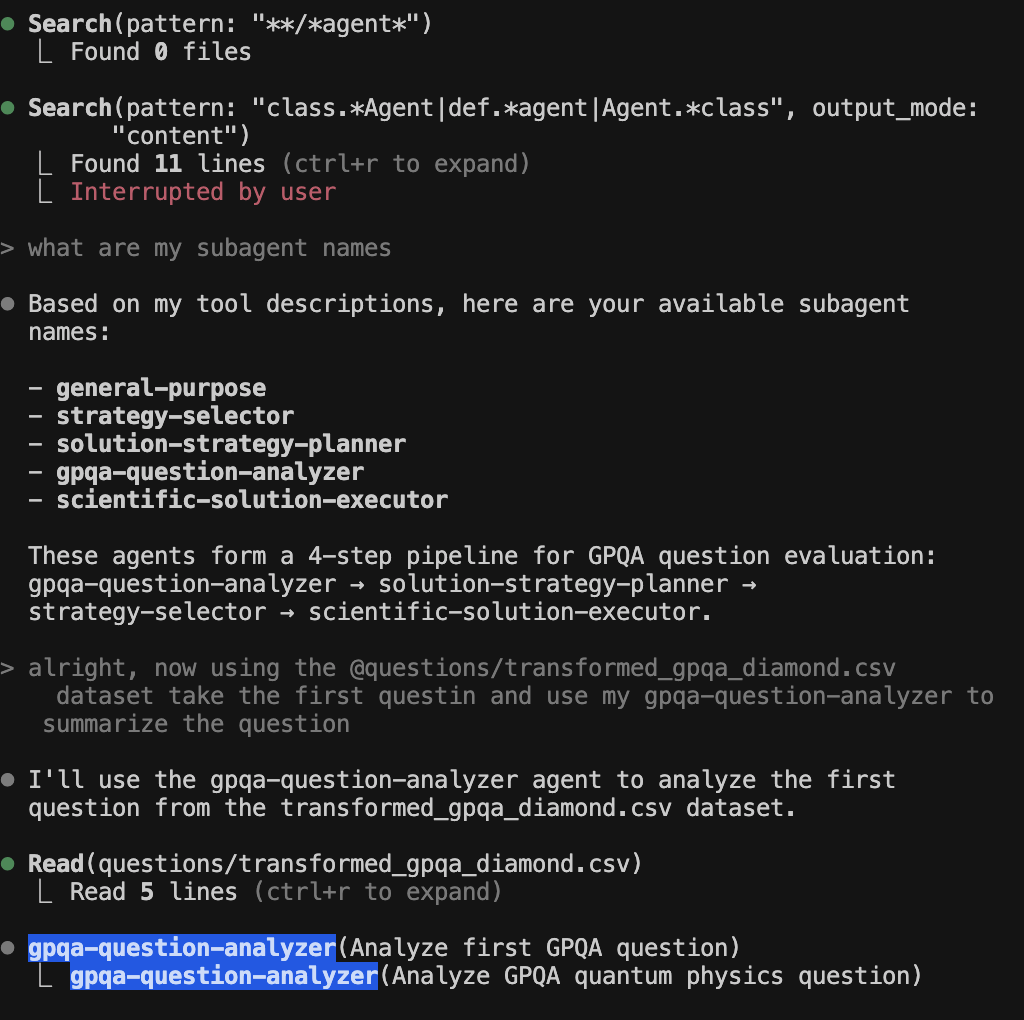 ● Search(pattern: "**/*agent*")
⎿ Found 0 files
● Search(pattern: "class.*Agent|def.*agent|Agent.*class", output_mode:
"content")
⎿ Found 11 lines (ctrl+r to expand)
⎿ Interrupted by user
> what are my subagent names
● Based on my tool descriptions, here are your available subagent
names:
- general-purpose
- strategy-selector
- solution-strategy-planner
- gpqa-question-analyzer
- scientific-solution-executor
These agents form a 4-step pipeline for GPQA question evaluation:
gpqa-question-analyzer → solution-strategy-planner →
strategy-selector → scientific-solution-executor.
> alright, now using the @questions/transformed_gpqa_diamond.csv
dataset take the first questin and use my gpqa-question-analyzer to
summarize the question
● I'll use the gpqa-question-analyzer agent to analyze the first
question from the transformed_gpqa_diamond.csv dataset.
● Read(questions/transformed_gpqa_diamond.csv)
⎿ Read 5 lines (ctrl+r to expand)
● gpqa-question-analyzer(Analyze first GPQA question)
⎿ gpqa-question-analyzer(Analyze GPQA quantum physics question)